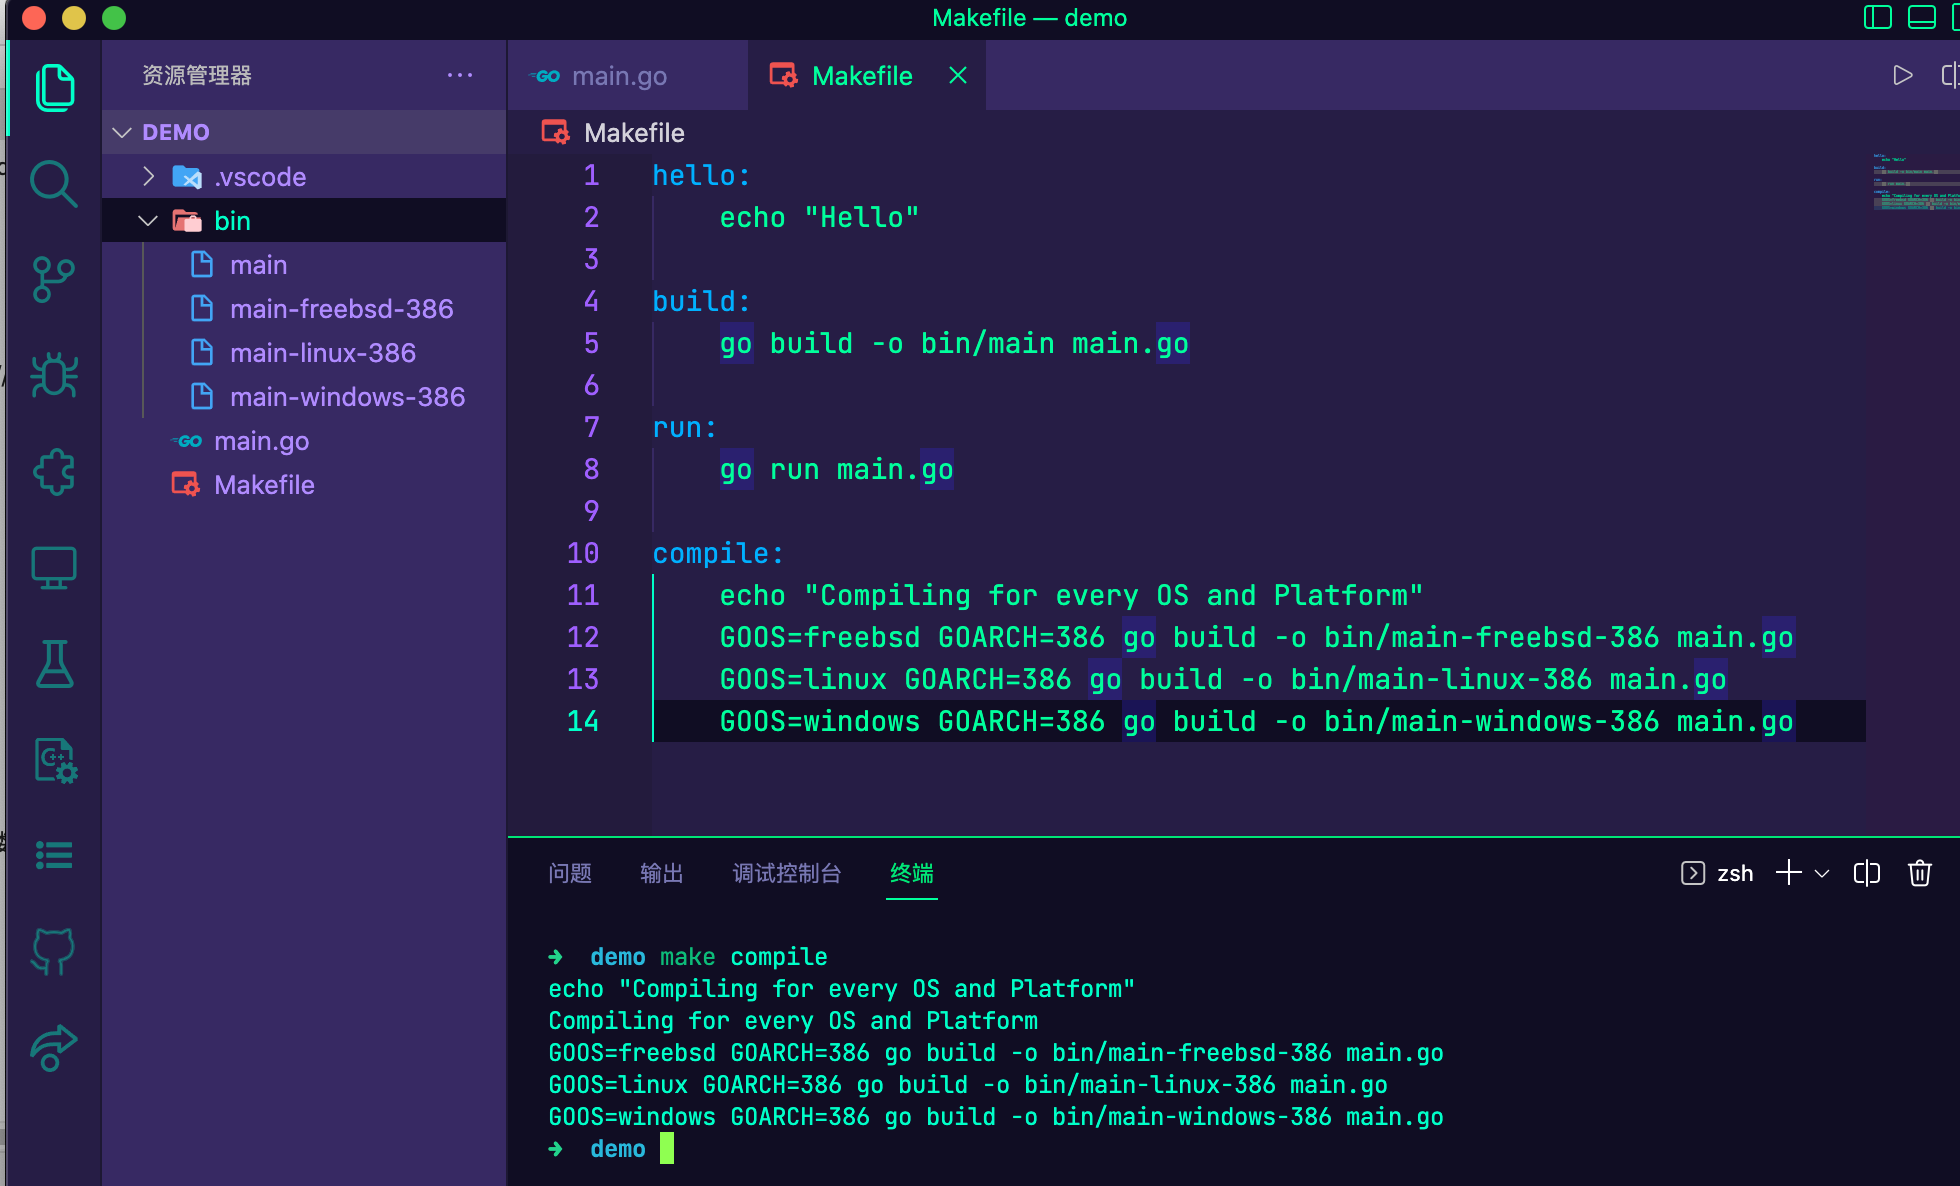 Makefile — demo
资源管理器
DEMO
.vscode
bin
main
main-freebsd-386
main-linux-386
main-windows-386
GO main.go
Makefile
GO main.go
Makefile
Makefile
1 hello:
2 echo "Hello"
3
4 build:
5 go build -o bin/main main.go
6
7 run:
8 go run main.go
9
10 compile:
11 echo "Compiling for every OS and Platform"
12 GOOS=freebsd GOARCH=386 go build -o bin/main-freebsd-386 main.go
13 GOOS=linux GOARCH=386 go build -o bin/main-linux-386 main.go
14 GOOS=windows GOARCH=386 go build -o bin/main-windows-386 main.go
问题 输出 调试控制台 终端
zsh
➜ demo make compile
echo "Compiling for every OS and Platform"
Compiling for every OS and Platform
GOOS=freebsd GOARCH=386 go build -o bin/main-freebsd-386 main.go
GOOS=linux GOARCH=386 go build -o bin/main-linux-386 main.go
GOOS=windows GOARCH=386 go build -o bin/main-windows-386 main.go
➜ demo
C++